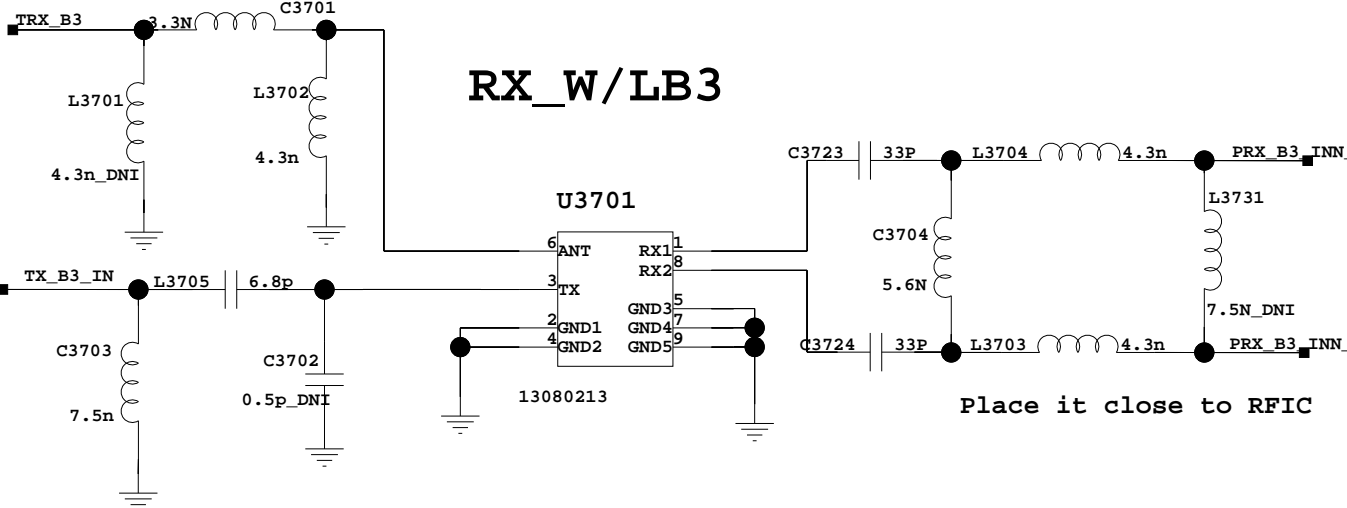 TRX_B3
3.3N
C3701
L3701
4.3n_DNI
L3702
4.3n
RX_W/LB3
TX_B3_IN
L3705
6.8p
C3703
7.5n
C3702
0.5p_DNI
U3701
6
ANT
3
TX
2
GND1
4
GND2
RX1
1
RX2
8
GND3
5
GND4
7
GND5
9
13080213
C3723
33P
L3704
4.3n
PRX_B3_INN_
C3704
5.6N
L3731
7.5N_DNI
C3724
33P
L3703
4.3n
PRX_B3_INN_
Place it close to RFIC